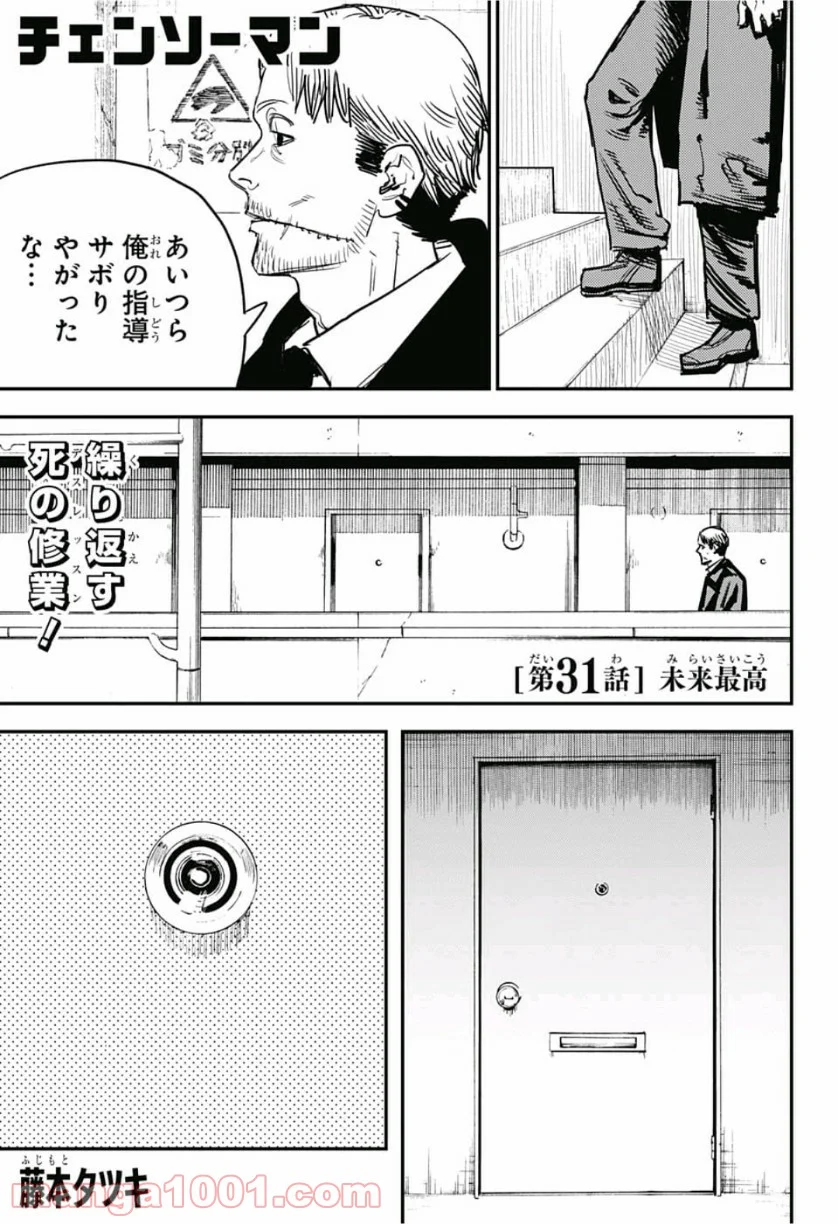 チェンソーマン
ゴミ分別
あいつら
俺の指導
サボり
やがった
な…
繰り返す
死の修業!
[第31話] 未来最高
藤本タツキ
manga1001.com